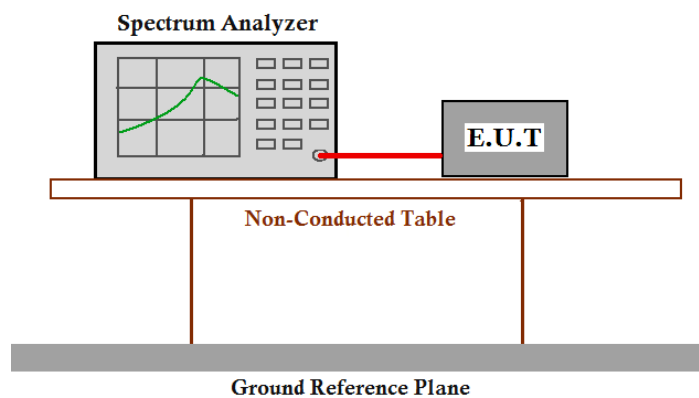 Spectrum Analyzer
E.U.T
Non-Conducted Table
Ground Reference Plane